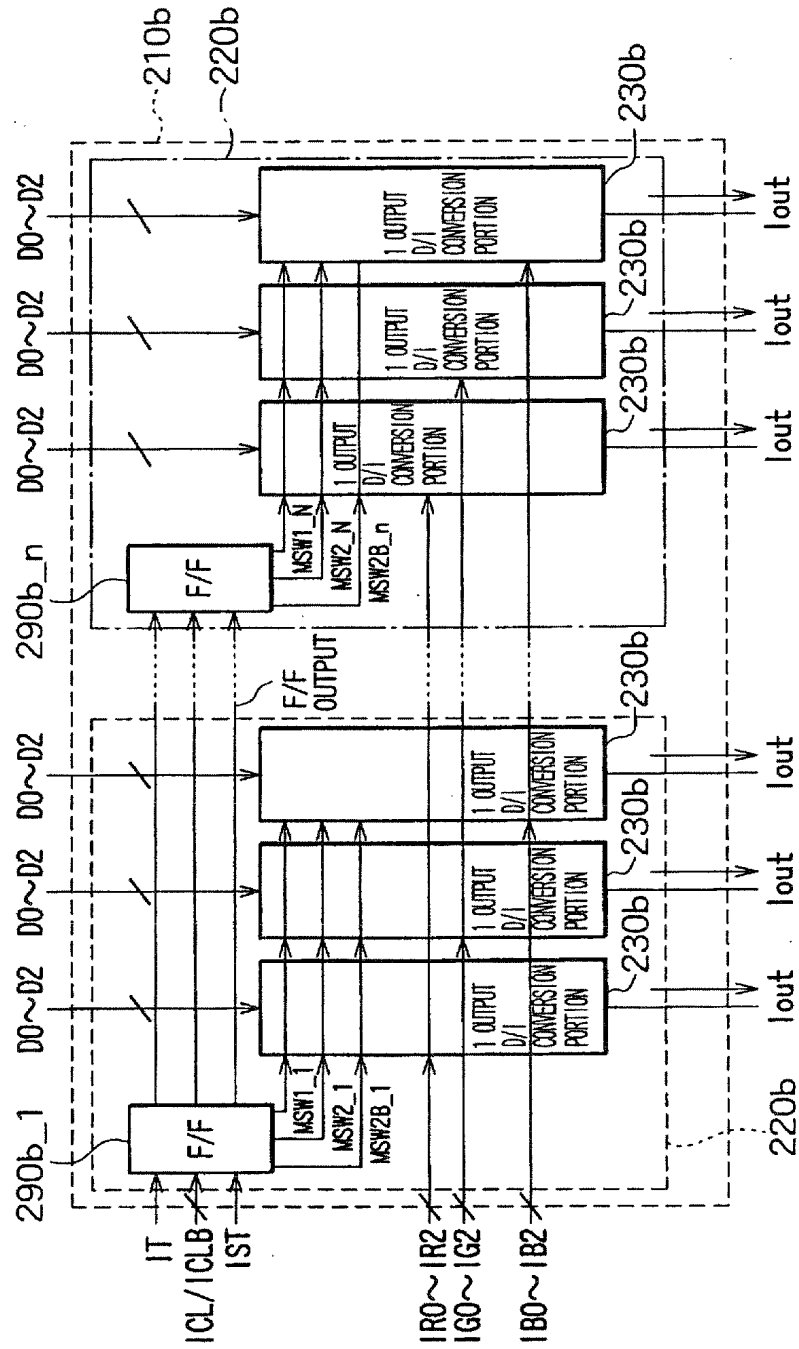 210b
220b
D0~D2 D0~D2 D0~D2 D0~D2 D0~D2 D0~D2
290b_1
F/F
290b_n
F/F
IT
ICL/ICLB
IST
F/F
OUTPUT
MSW1_1
MSW2_1
MSW2B_1
MSW1_N
MSW2_N
MSW2B_n
IR0~IR2
IG0~IG2
IB0~IB2
1 OUTPUT
D/I
CONVERSION
PORTION
1 OUTPUT
D/I
CONVERSION
PORTION
1 OUTPUT
D/I
CONVERSION
PORTION
1 OUTPUT
D/I
CONVERSION
PORTION
1 OUTPUT
D/I
CONVERSION
PORTION
1 OUTPUT
D/I
CONVERSION
PORTION
230b 230b 230b 230b 230b 230b
220b
Iout Iout Iout Iout Iout Iout